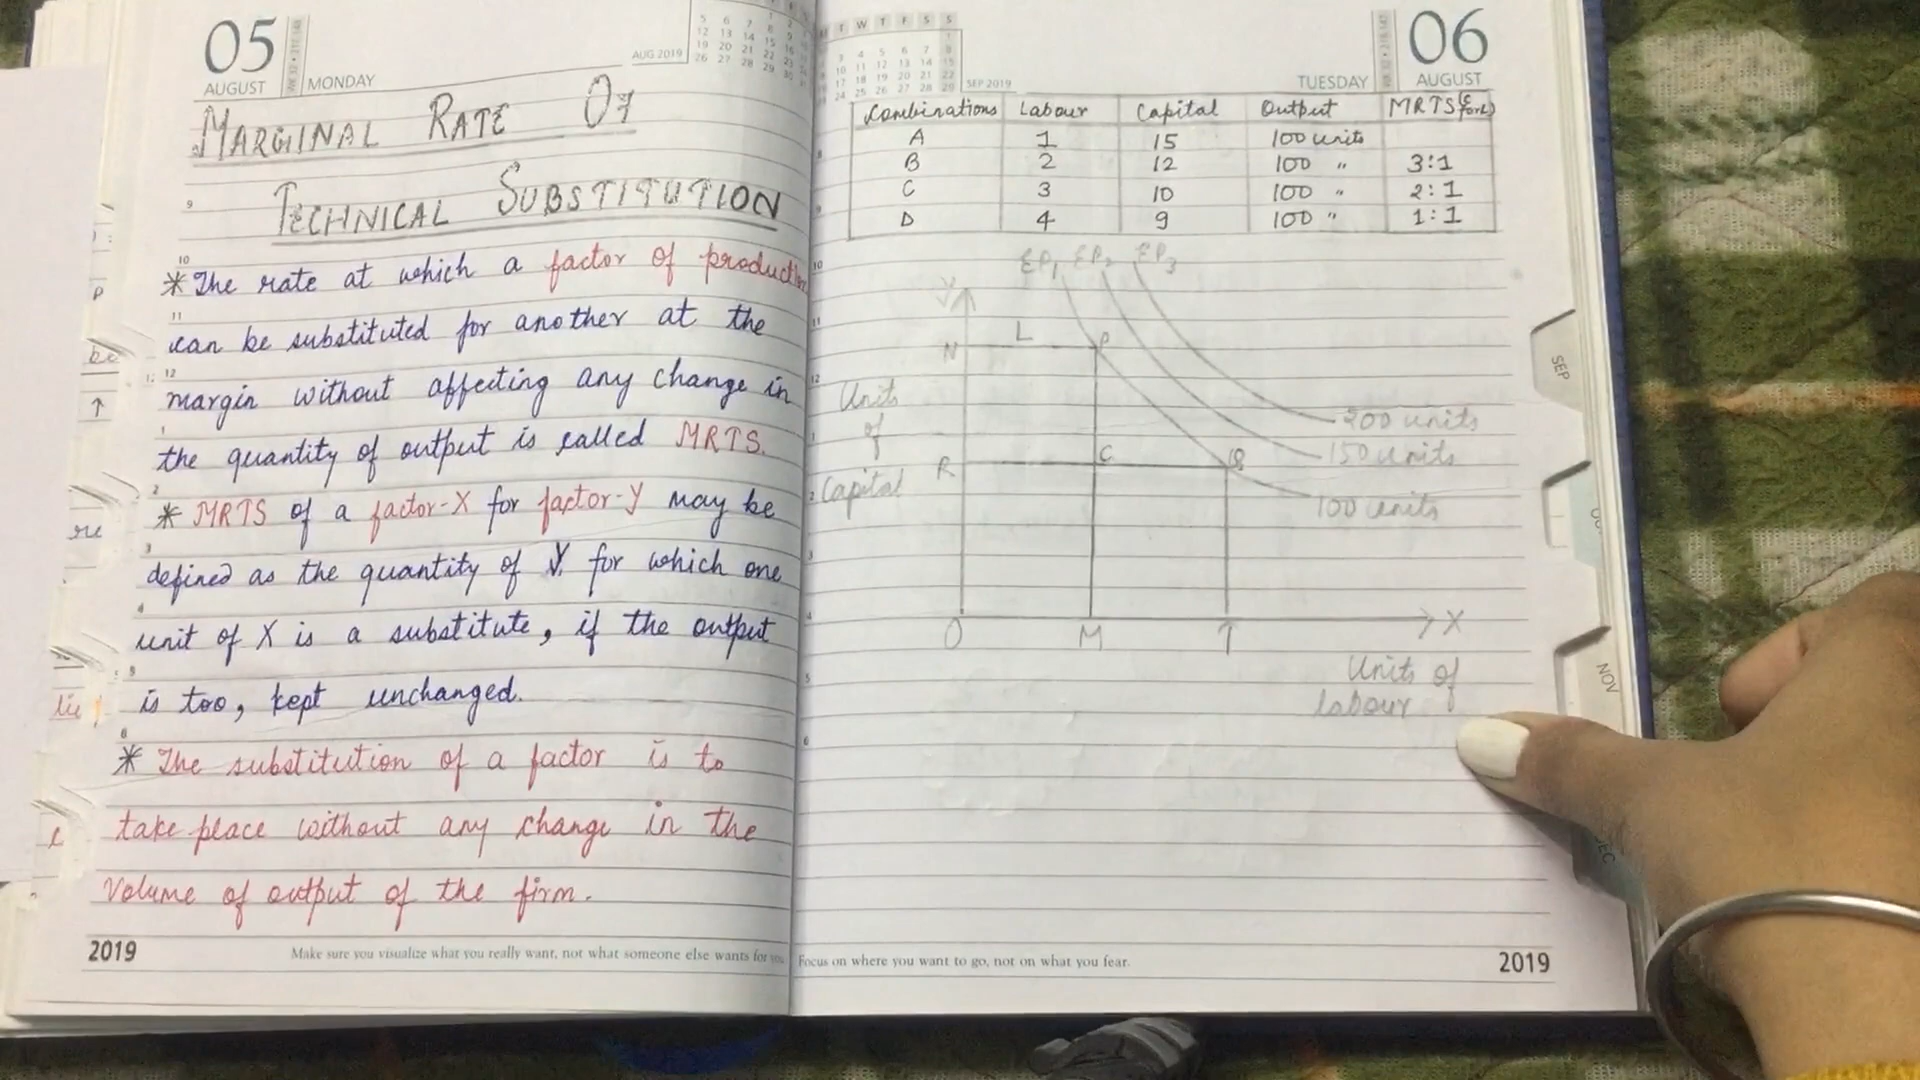 05
AUGUST
MONDAY
AUG 2019
MARGINAL RATE OF
TECHNICAL SUBSTITUTION
* The rate at which a factor of production
can be substituted for another at the
margin without affecting any change in
the quantity of output is called MRTS.
* MRTS of a factor-X for factor-Y may be
defined as the quantity of Y. for which one
unit of X is a substitute, if the output
is too, kept unchanged.
* The substitution of a factor is to
take place without any change in the
volume of output of the firm.
2019
Make sure you visualize what you really want, not what someone else wants for you
SEP 2019
TUESDAY
06
AUGUST
Combinations Labour Capital Output MRTS
A 1 15 100 units
B 2 12 100 " 3:1
C 3 10 100 " 2:1
D 4 9 100 " 1:1
EP1 EP2 EP3
Y
N L P
Units
of
Capital
R C Q
200 units
150 units
100 units
O M T X
Units of
labour
SEP
NOV
Focus on where you want to go, not on what you fear.
2019